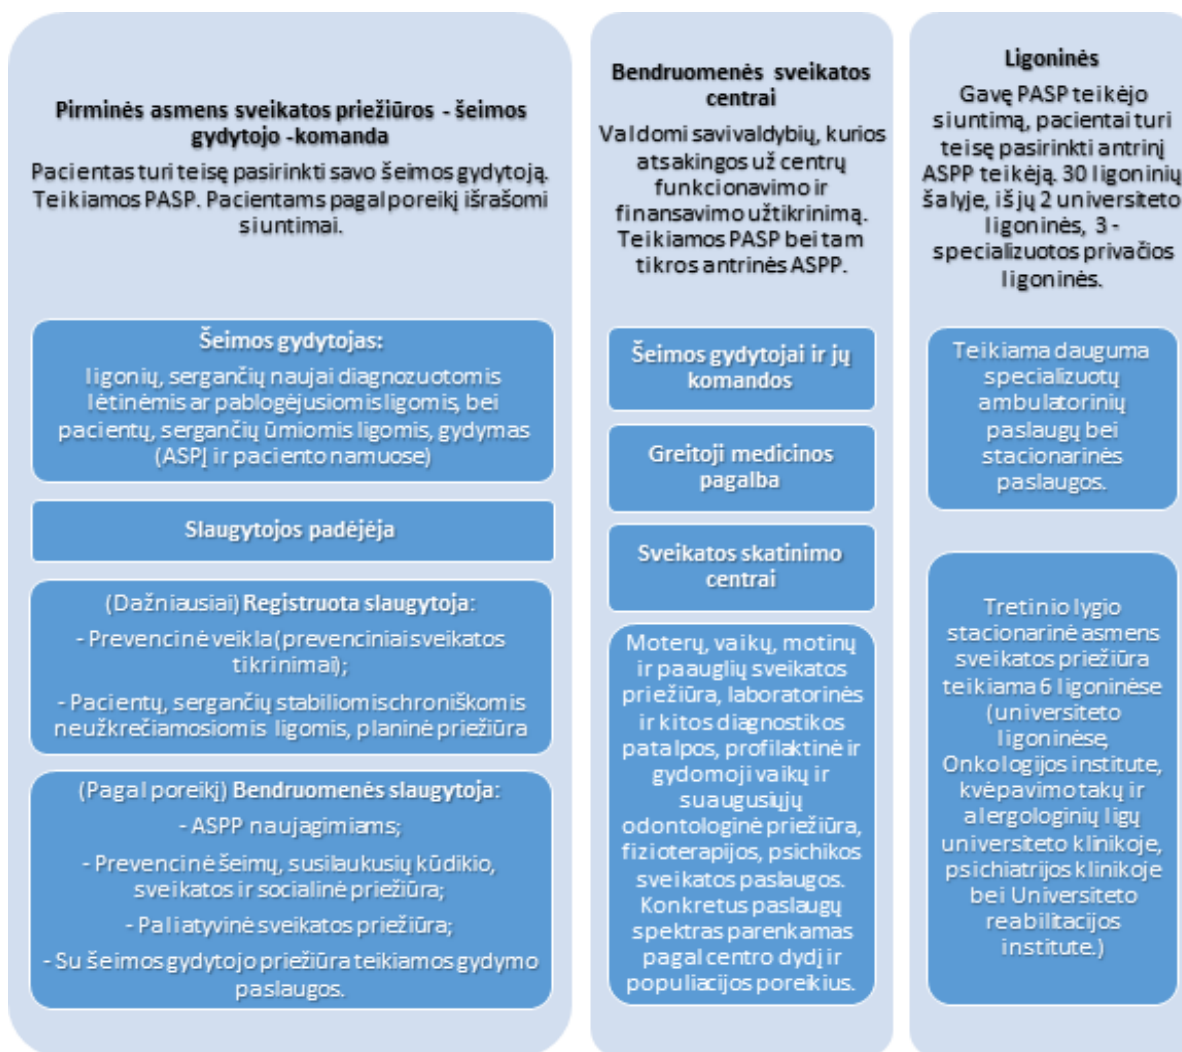 Pirminės asmens sveikatos priežiūros - šeimos
gydytojo -komanda
Pacientas turi teisę pasirinkti savo šeimos gydytoją.
Teikiamos PASP. Pacientams pagal poreikį išrašomi
siuntimai.
Šeimos gydytojas:
ligonių, sergančių naujai diagnozuotomis
lėtinėmis ar pablogėjusiomis ligomis, bei
pacientų, sergančių ūmiomis ligomis, gydymas
(ASPĮ ir paciento namuose)
Slaugytojos padėjėja
(Dažniausiai) Registruota slaugytoja:
- Prevencinė veikla (prevenciniai sveikatos
tikrinimai);
- Pacientų, sergančių stabiliomis chroniškomis
neužkrečiamosiomis ligomis, planinė priežiūra
(Pagal poreikį) Bendruomenės slaugytoja:
- ASPP naujagimiams;
- Prevencinė šeimų, susilaukusių kūdikio,
sveikatos ir socialinė priežiūra;
- Paliatyvinė sveikatos priežiūra;
- Su šeimos gydytojo priežiūra teikiamos gydymo
paslaugos.
Bendruomenės sveikatos
centrai
Valdomi savivaldybių, kurios
atsakingos už centrų
funkcionavimo ir
finansavimo užtikrinimą.
Teikiamos PASP bei tam
tikros antrinės ASPP.
Šeimos gydytojai ir jų
komandos
Greitoji medicinos
pagalba
Sveikatos skatinimo
centrai
Moterų, vaikų, motinų
ir paauglių sveikatos
priežiūra, laboratorinės
ir kitos diagnostikos
patalpos, profilaktinė ir
gydomoji vaikų ir
suaugusiųjų
odontologinė priežiūra,
fizioterapijos, psichikos
sveikatos paslaugos.
Konkretus paslaugų
spektras parenkamas
pagal centro dydį ir
populiacijos poreikius.
Ligoninės
Gavę PASP teikėjo
siuntimą, pacientai turi
teisę pasirinkti antrinį
ASPP teikėją. 30 ligoninių
šalyje, iš jų 2 universiteto
ligoninės, 3 -
specializuotos privačios
ligoninės.
Teikiama dauguma
specializuotų
ambulatorinių
paslaugų bei
stacionarinės
paslaugos.
Tretinio lygio
stacionarinė asmens
sveikatos priežiūra
teikiama 6 ligoninėse
(universiteto
ligoninėse,
Onkologijos institute,
kvėpavimo takų ir
alergologinių ligų
universiteto klinikoje,
psichiatrijos klinikoje
bei Universiteto
reabilitacijos
institute.)